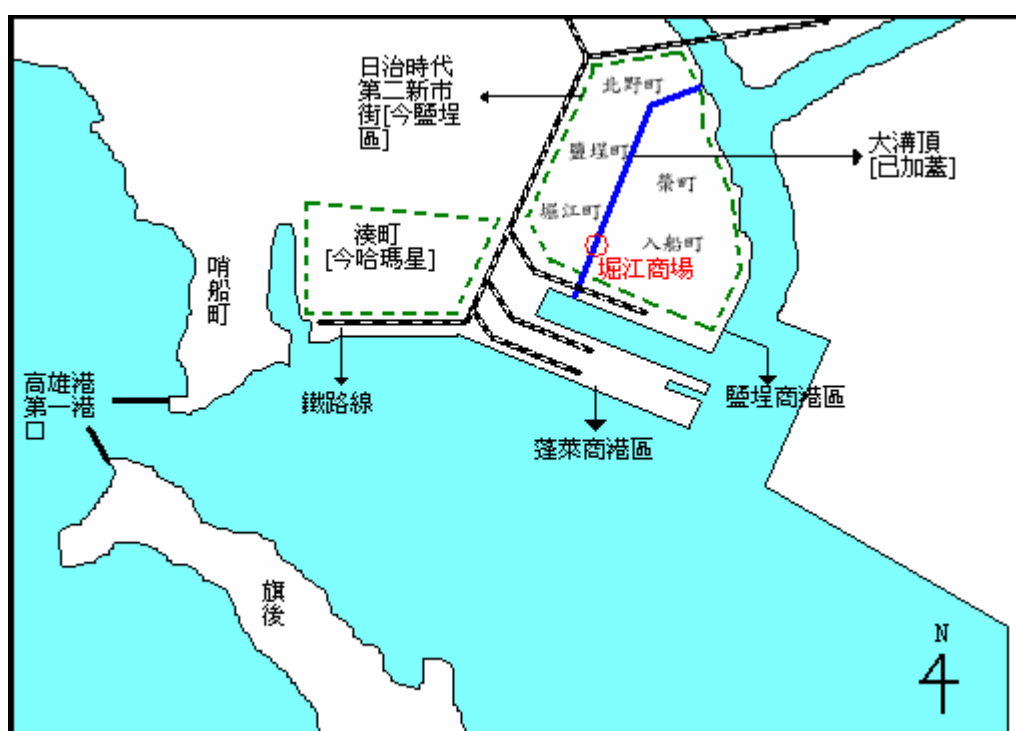 日治時代
第二新市
街[今鹽埕
區]
北野町
鹽埕町
大溝頂
[已加蓋]
榮町
堀江町
入船町
堀江商場
湊町
[今哈瑪星]
哨船町
高雄港
第一港
口
鐵路線
鹽埕商港區
蓬萊商港區
旗後
N